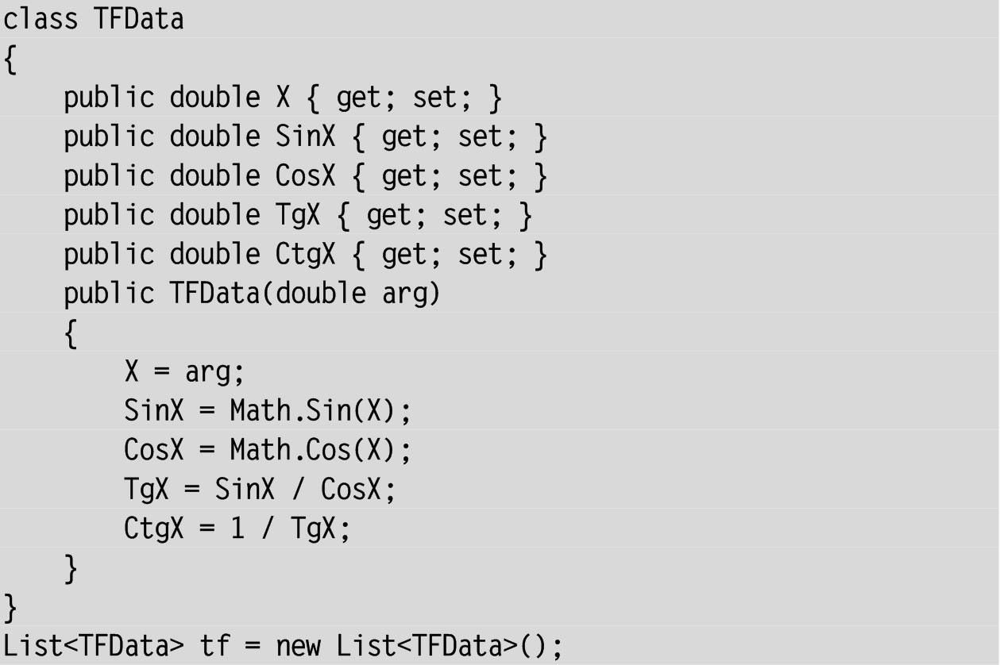 class TFData
{
    public double X { get; set; }
    public double SinX { get; set; }
    public double CosX { get; set; }
    public double TgX { get; set; }
    public double CtgX { get; set; }
    public TFData(double arg)
    {
        X = arg;
        SinX = Math.Sin(X);
        CosX = Math.Cos(X);
        TgX = SinX / CosX;
        CtgX = 1 / TgX;
    }
}
List<TFData> tf = new List<TFData>();